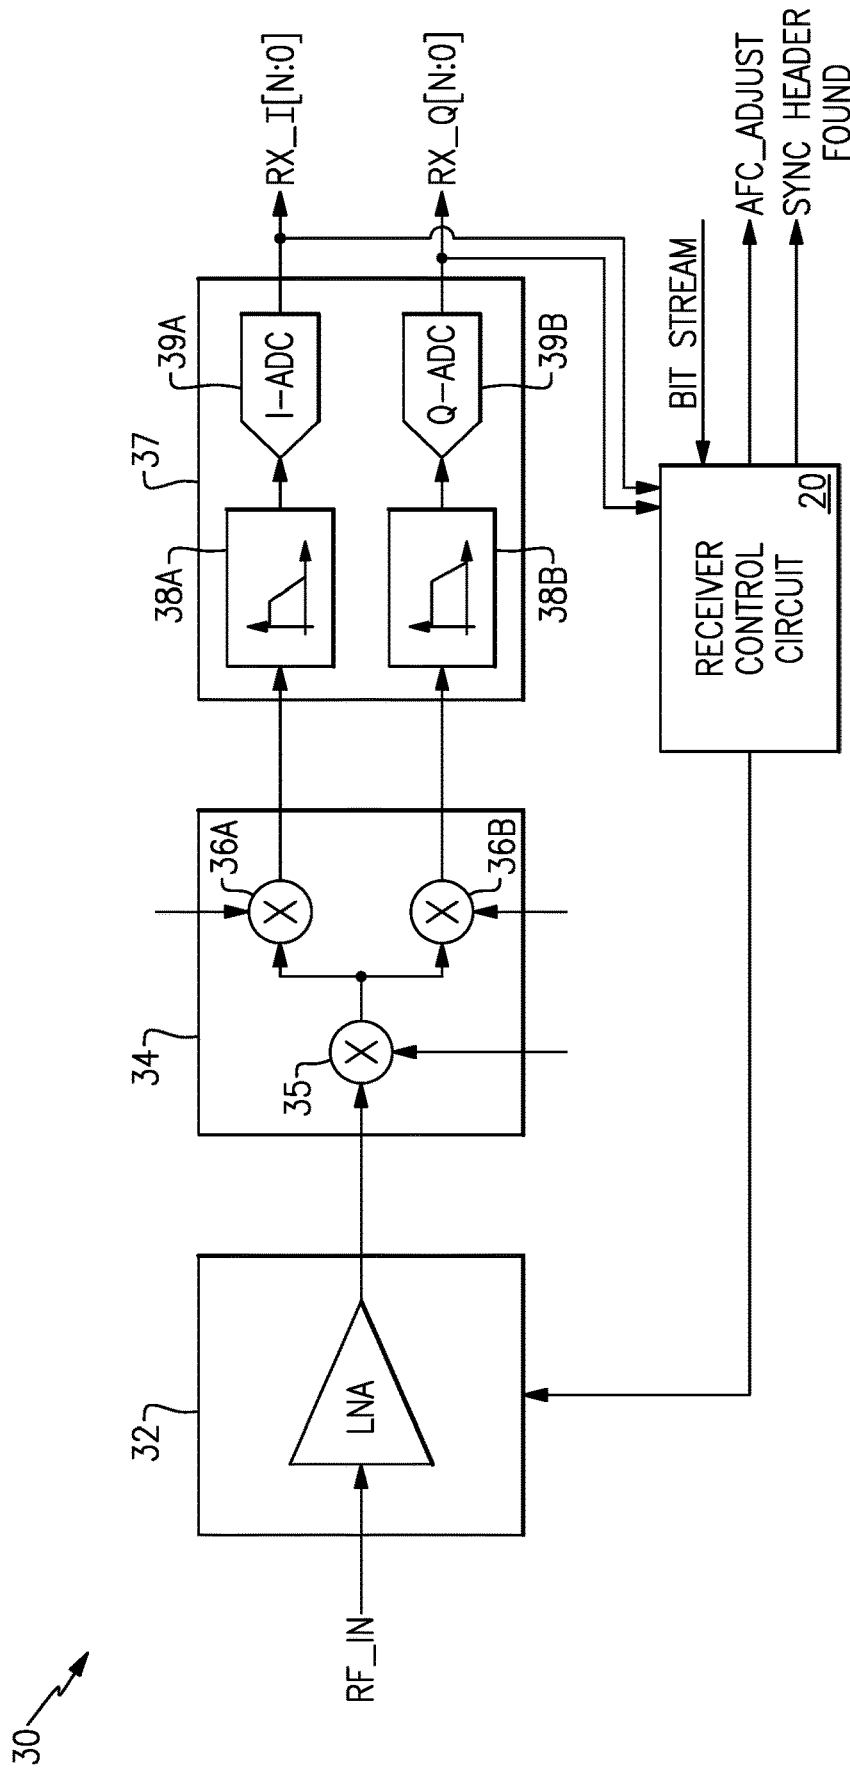 30
RF_IN
32
LNA
34
35
36A
36B
37
38A
39A
I-ADC
38B
39B
Q-ADC
RX_I[N:0]
RX_Q[N:0]
BIT STREAM
AFC_ADJUST
SYNC HEADER
FOUND
RECEIVER
CONTROL
CIRCUIT
20